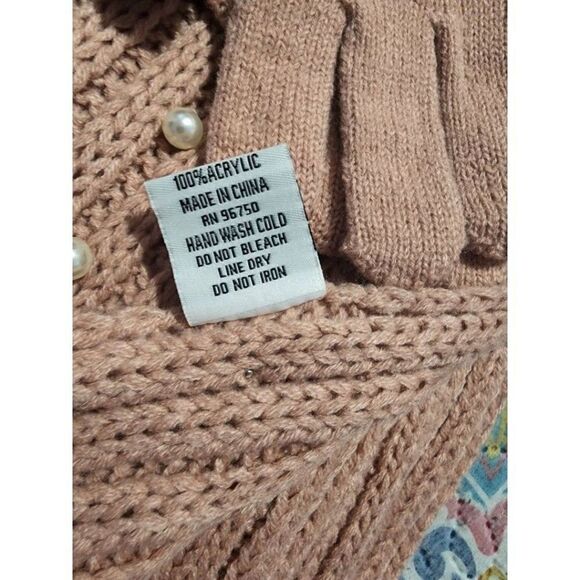 100%ACRYLIC
MADE IN CHINA
RN 96750
HAND WASH COLD
DO NOT BLEACH
LINE DRY
DO NOT IRON